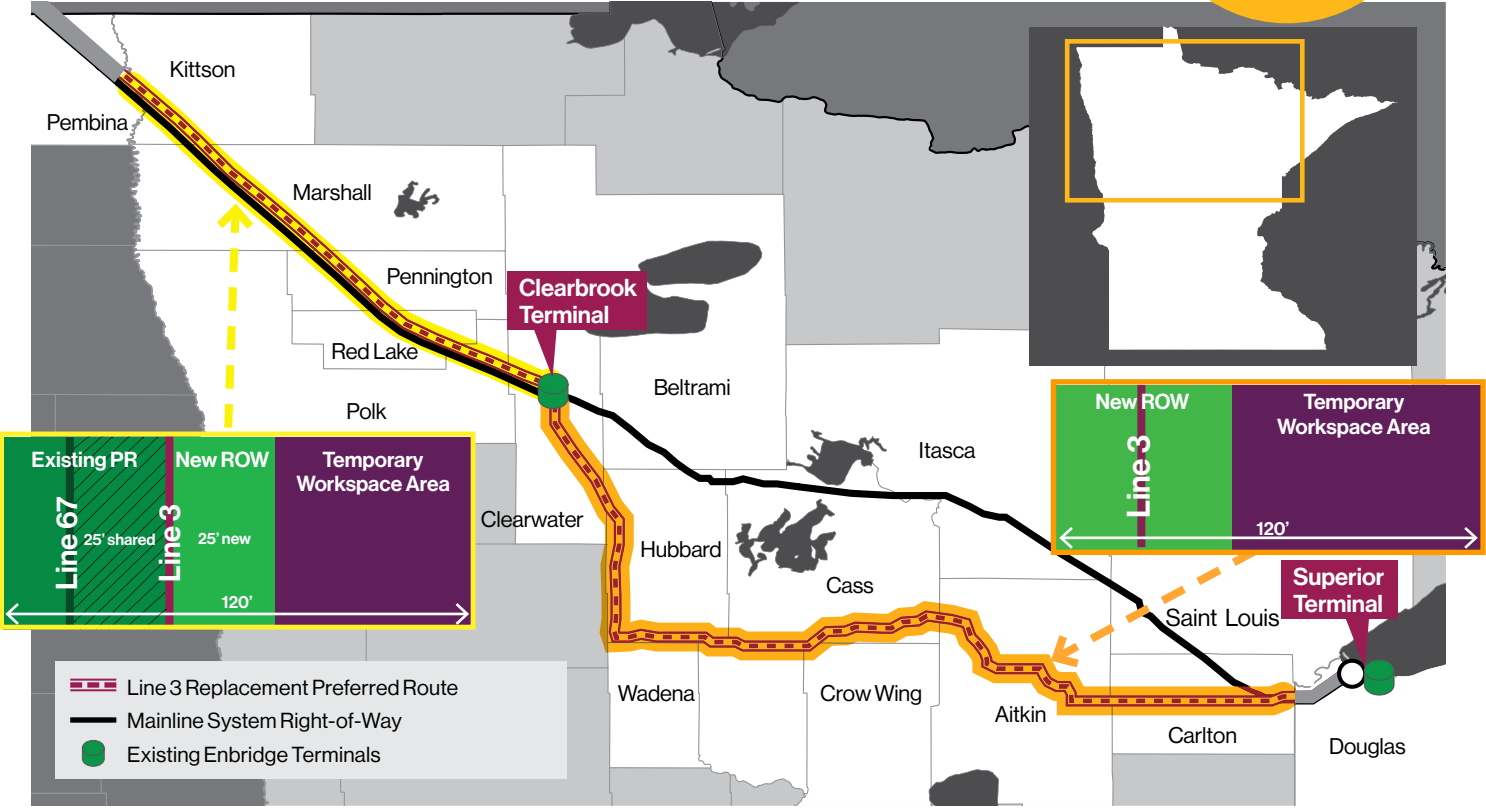 Kittson
Pembina
Marshall
Pennington
Clearbrook
Terminal
Red Lake
Beltrami
Polk
New ROW
Temporary
Workspace Area
Line 3
120’
Itasca
Existing PR
New ROW
Temporary
Workspace Area
Line 67
25’ shared
Line 3
25’ new
120’
Clearwater
Hubbard
Cass
Superior
Terminal
Saint Louis
Wadena
Crow Wing
Aitkin
Carlton
Douglas
Line 3 Replacement Preferred Route
Mainline System Right-of-Way
Existing Enbridge Terminals